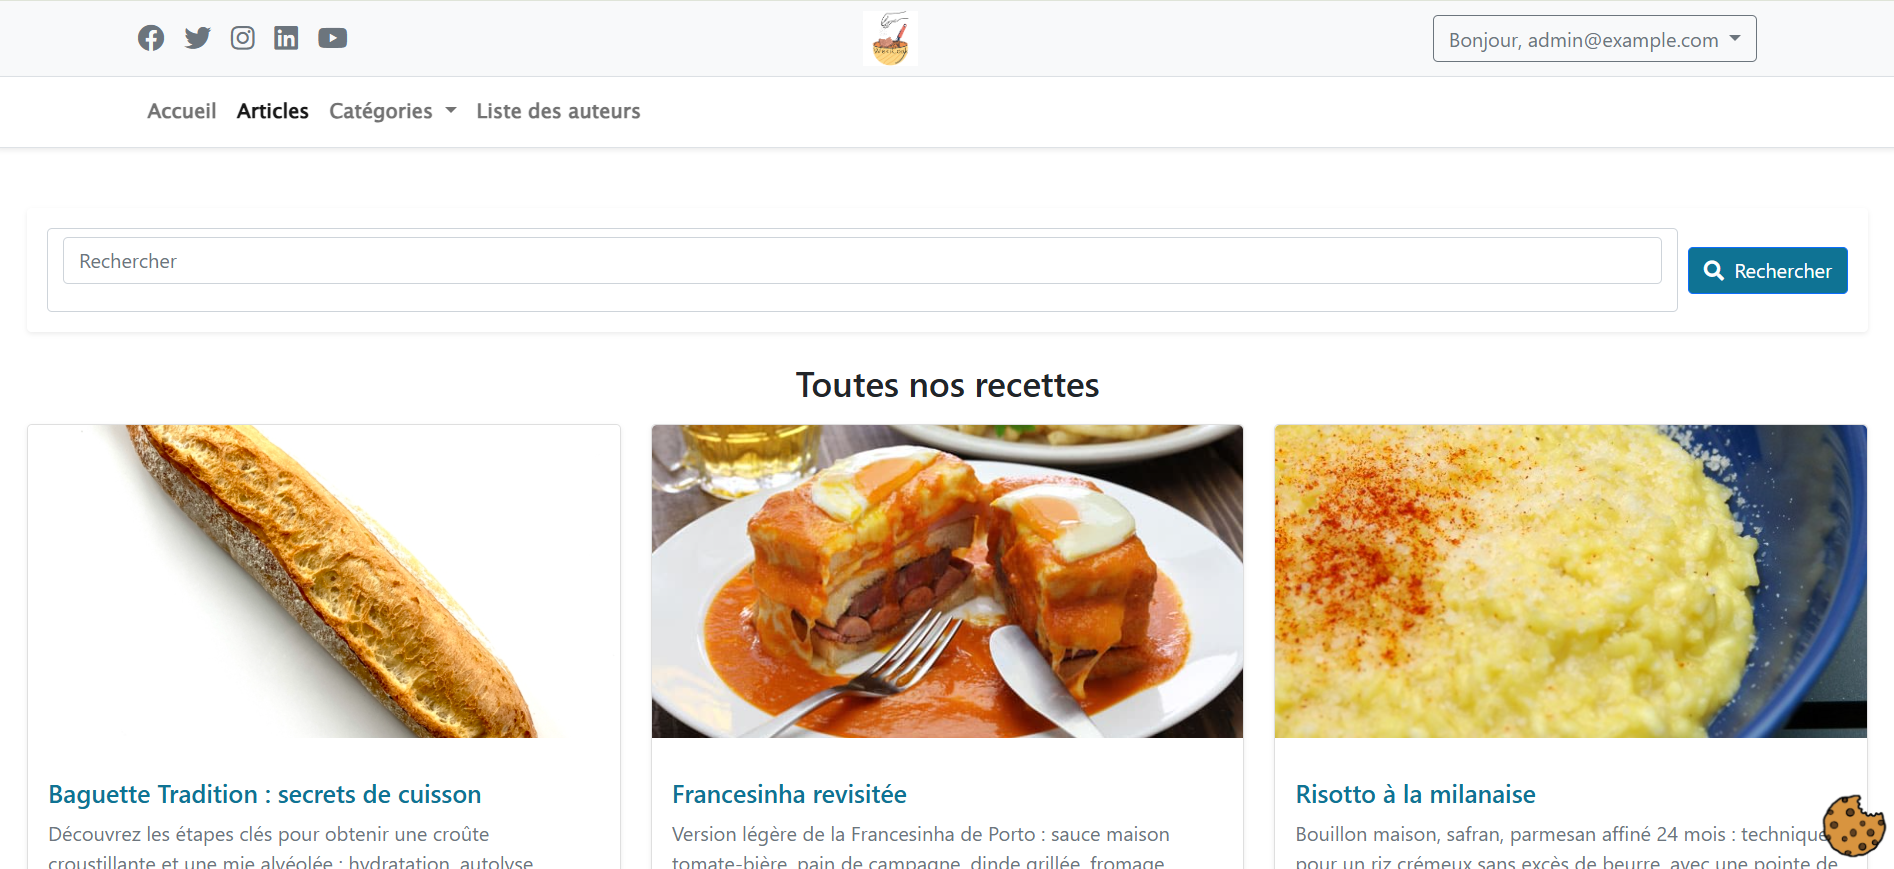 Bonjour, admin@example.com
Accueil Articles Catégories Liste des auteurs
Rechercher
Rechercher
Toutes nos recettes
Baguette Tradition : secrets de cuisson
Découvrez les étapes clés pour obtenir une croûte
croustillante et une mie alvéolée : hydratation, autolyse
Francesinha revisitée
Version légère de la Francesinha de Porto : sauce maison
tomate-bière, pain de campagne, dinde grillée, fromage
Risotto à la milanaise
Bouillon maison, safran, parmesan affiné 24 mois : technique
pour un riz crémeux sans excès de beurre, avec une pointe de